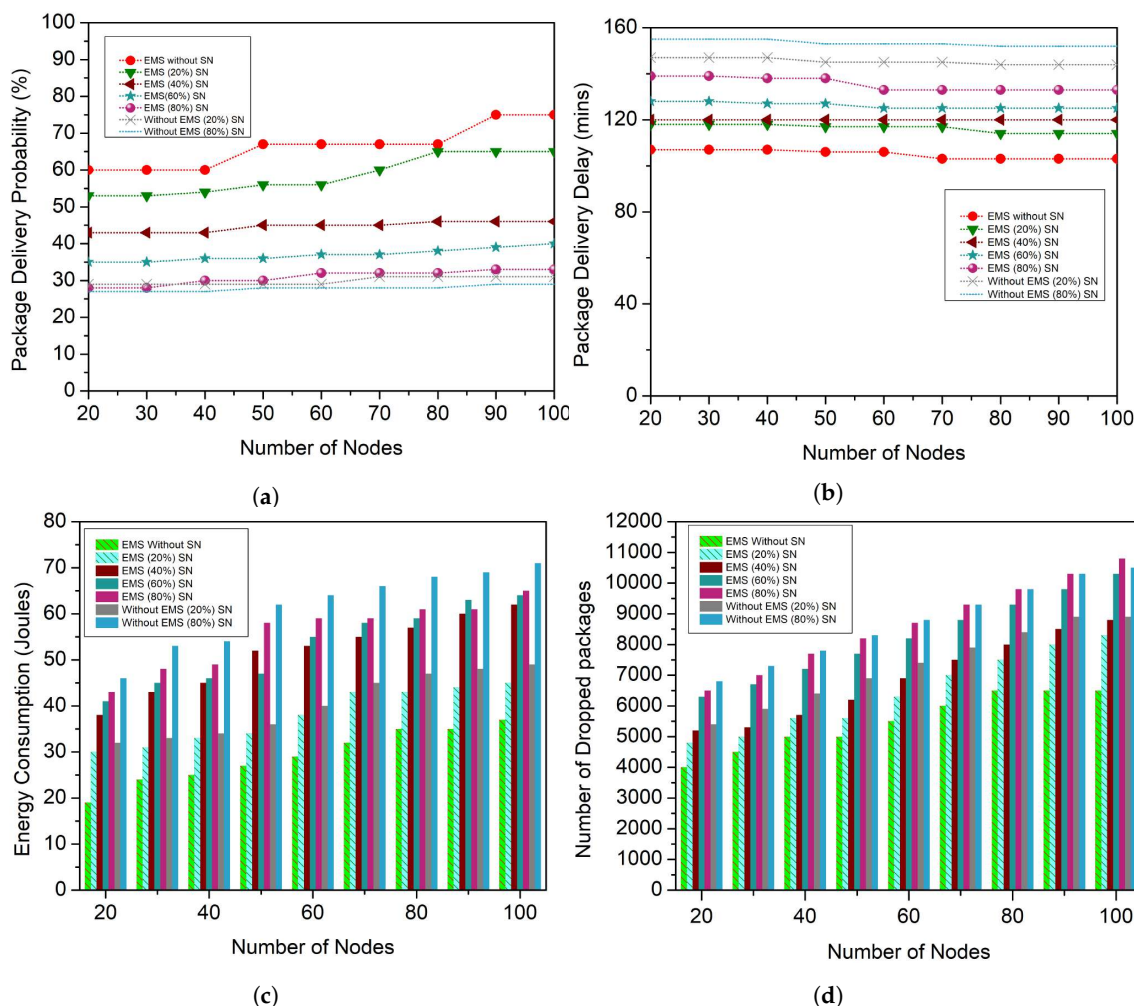 100
90
80
70
60
50
40
30
20
10
0
Package Delivery Probability (%)
EMS without SN
EMS (20%) SN
EMS (40%) SN
EMS(60%) SN
EMS (80%) SN
Without EMS (20%) SN
Without EMS (80%) SN
20 30 40 50 60 70 80 90 100
Number of Nodes
(a)
160
120
80
40
0
Package Delivery Delay (mins)
EMS without SN
EMS (20%) SN
EMS (40%) SN
EMS (60%) SN
EMS (80%) SN
Without EMS (20%) SN
Without EMS (80%) SN
20 30 40 50 60 70 80 90 100
Number of Nodes
(b)
80
70
60
50
40
30
20
10
0
Energy Consumption (Joules)
EMS Without SN
EMS (20%) SN
EMS (40%) SN
EMS (60%) SN
EMS (80%) SN
Without EMS (20%) SN
Without EMS (80%) SN
20 40 60 80 100
Number of Nodes
(c)
12000
11000
10000
9000
8000
7000
6000
5000
4000
3000
2000
1000
0
Number of Dropped packages
EMS Without SN
EMS (20%) SN
EMS (40%) SN
EMS (60%) SN
EMS (80%) SN
Without EMS (20%) SN
Without EMS (80%) SN
20 40 60 80 100
Number of Nodes
(d)